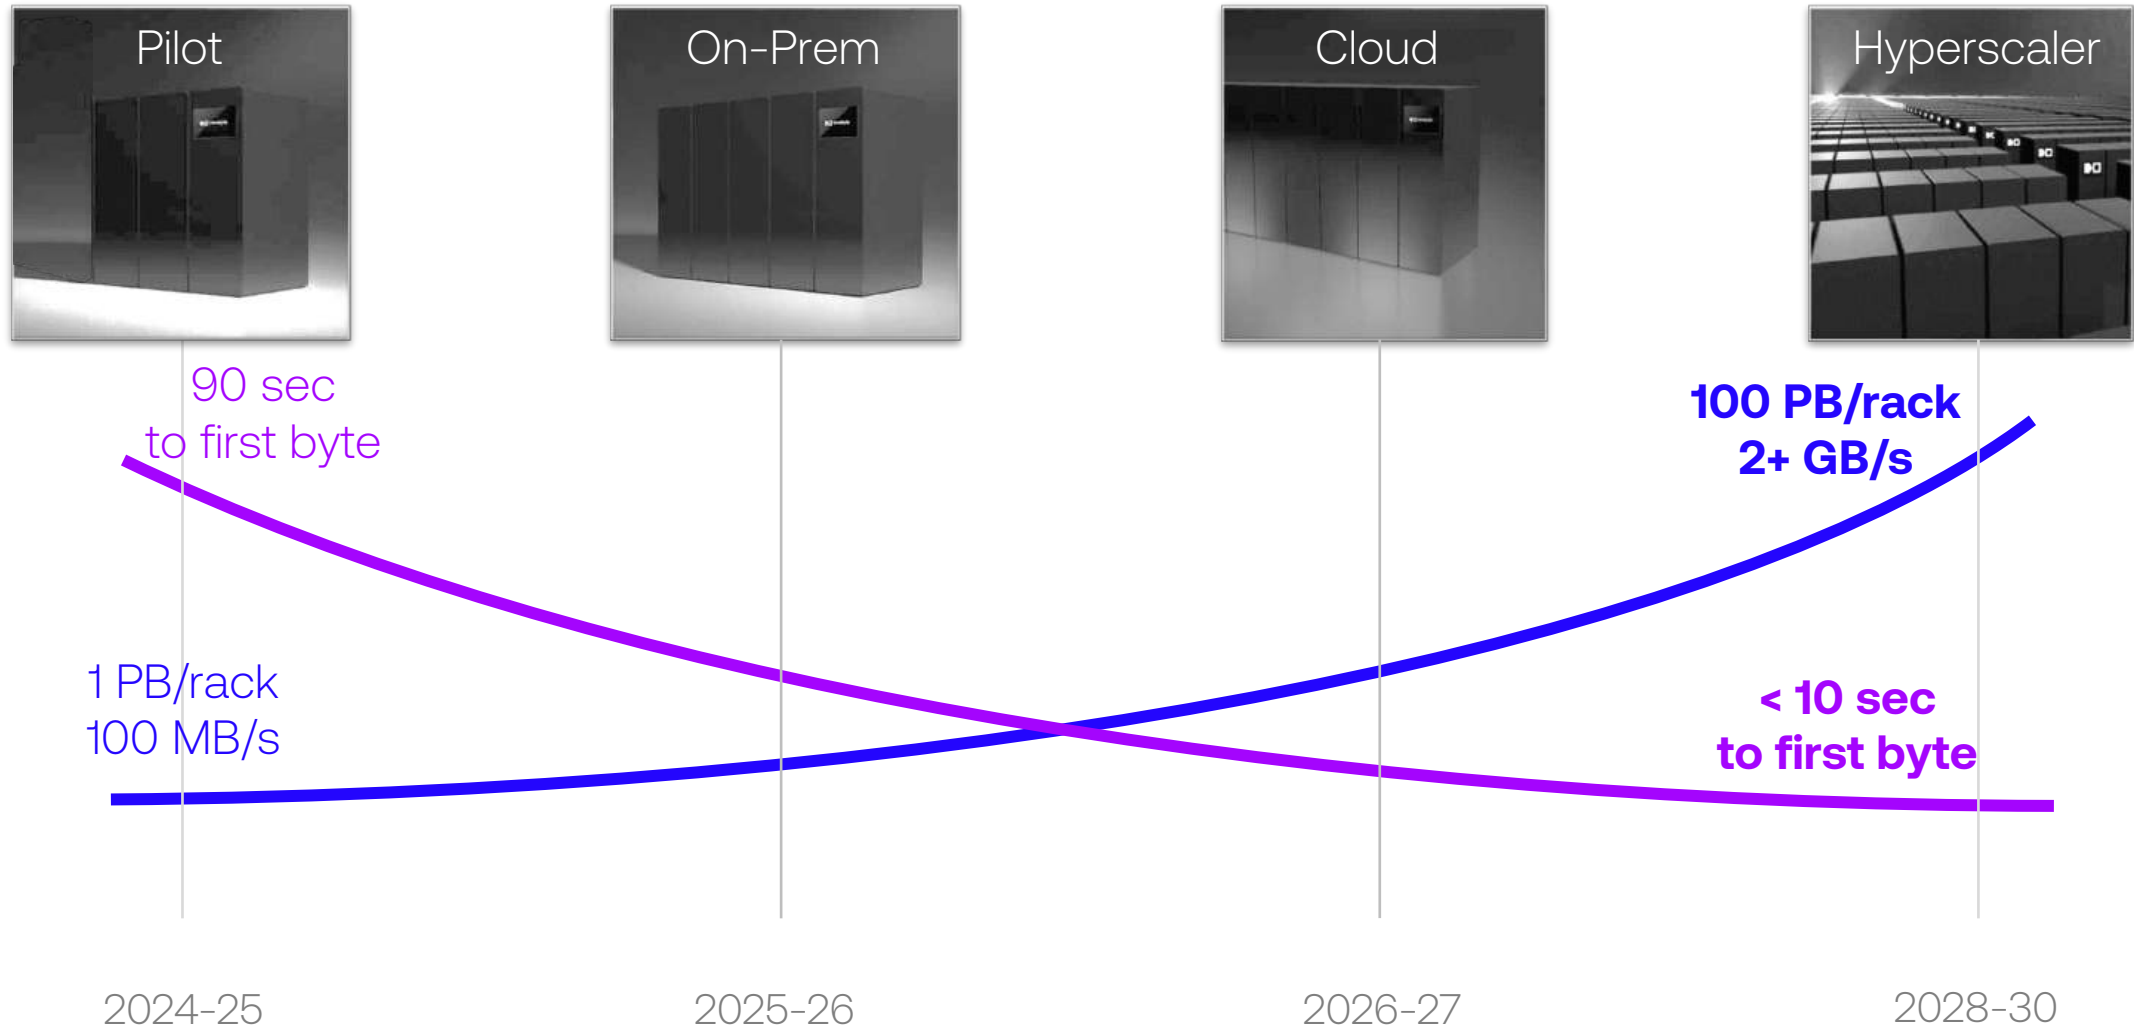 Pilot
On-Prem
Cloud
Hyperscaler
90 sec
to first byte
100 PB/rack
2+ GB/s
1 PB/rack
100 MB/s
< 10 sec
to first byte
2024-25
2025-26
2026-27
2028-30